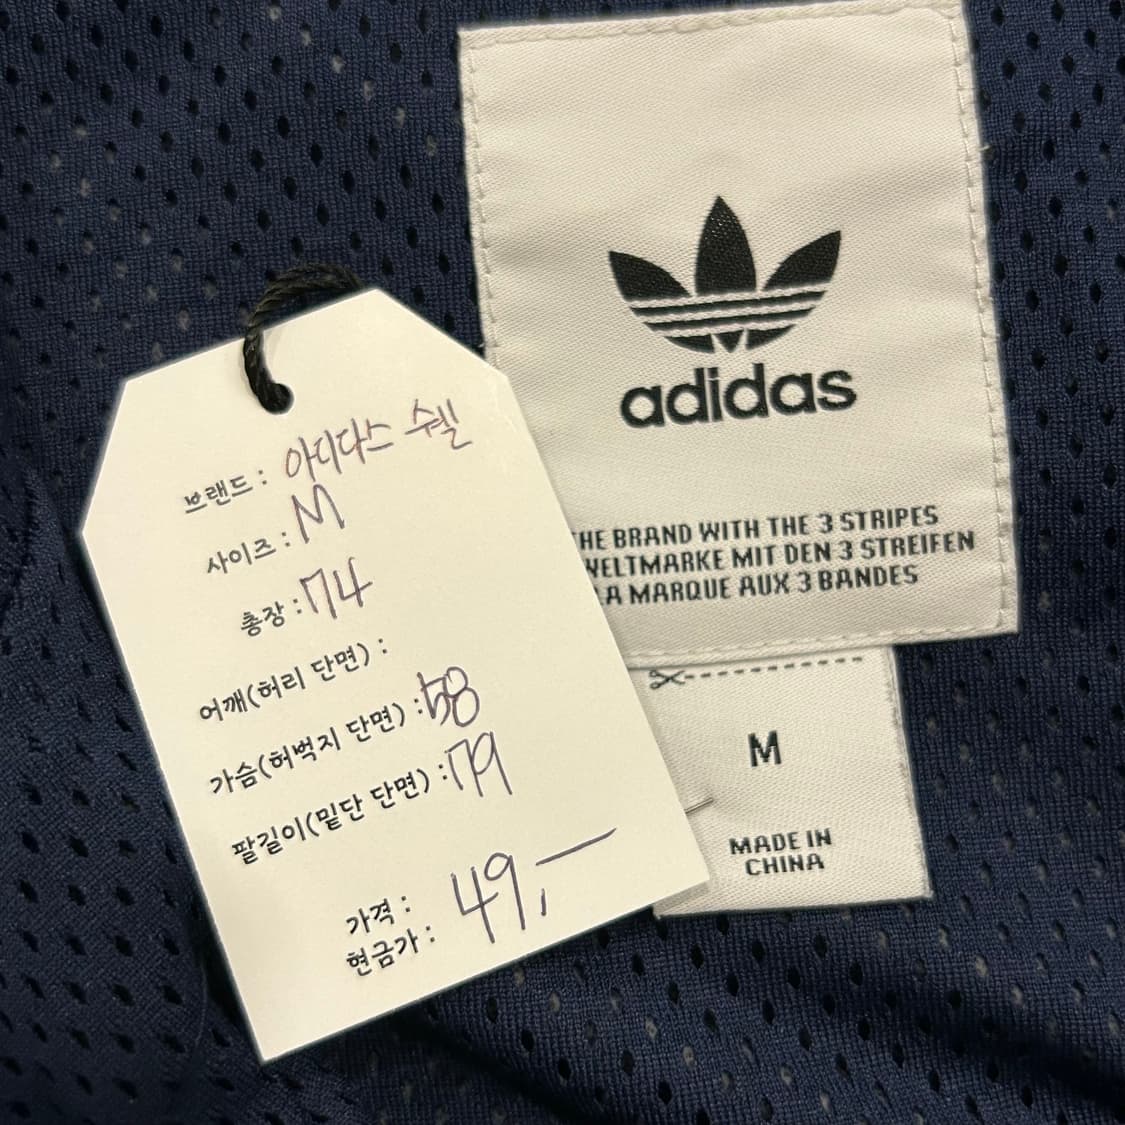 adidas
HE BRAND WITH THE 3 STRIPES
WELTMARKE MIT DEN 3 STREIFEN
LA MARQUE AUX 3 BANDES
M
MADE IN
CHINA
브랜드 : 아디다스 쉘
사이즈 : M
총장 : 74
어깨(허리 단면) :
가슴(허벅지 단면) : 58
팔길이(밑단 단면) : 79
가격 :
현금가 : 49,—